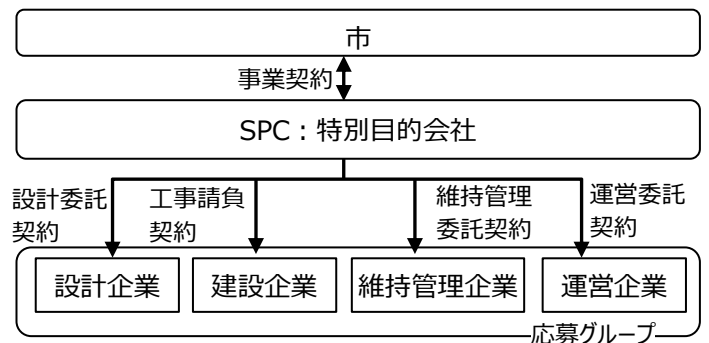 市
事業契約
SPC：特別目的会社
設計委託
契約
工事請負
契約
維持管理
委託契約
運営委託
契約
設計企業
建設企業
維持管理企業
運営企業
応募グループ